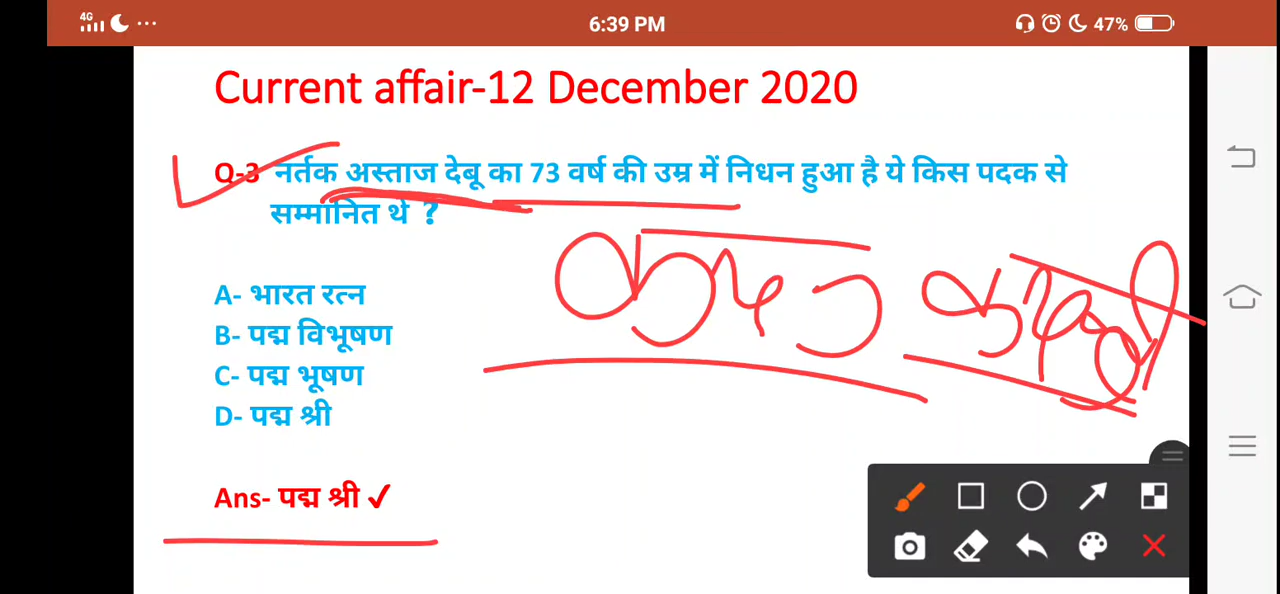 4G 6:39 PM 47%
Current affair-12 December 2020
Q-3 नर्तक अस्ताज देबू का 73 वर्ष की उम्र में निधन हुआ है ये किस पदक से
सम्मानित थे ?
A- भारत रत्न
B- पद्म विभूषण
C- पद्म भूषण
D- पद्म श्री
Ans- पद्म श्री ✓